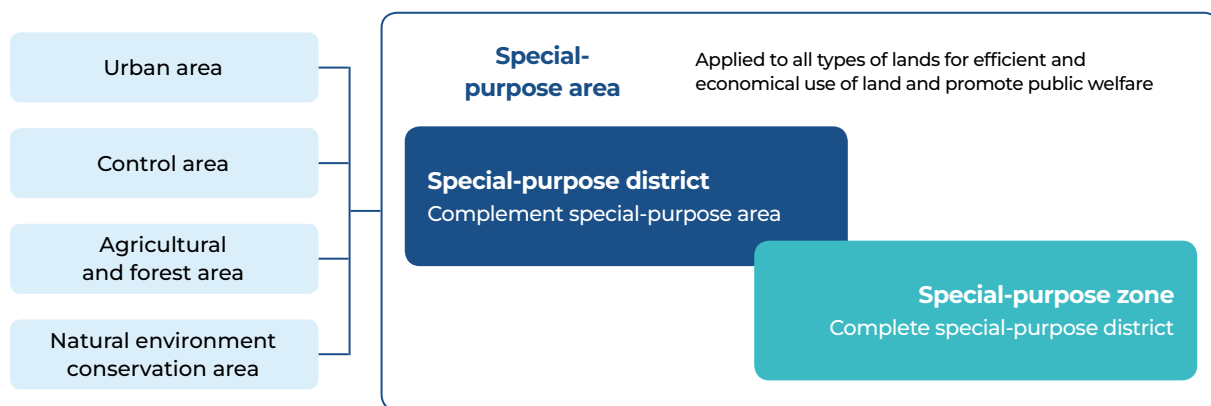 Urban area
Control area
Agricultural
and forest area
Natural environment
conservation area
Special-
purpose area
Applied to all types of lands for efficient and
economical use of land and promote public welfare
Special-purpose district
Complement special-purpose area
Special-purpose zone
Complete special-purpose district